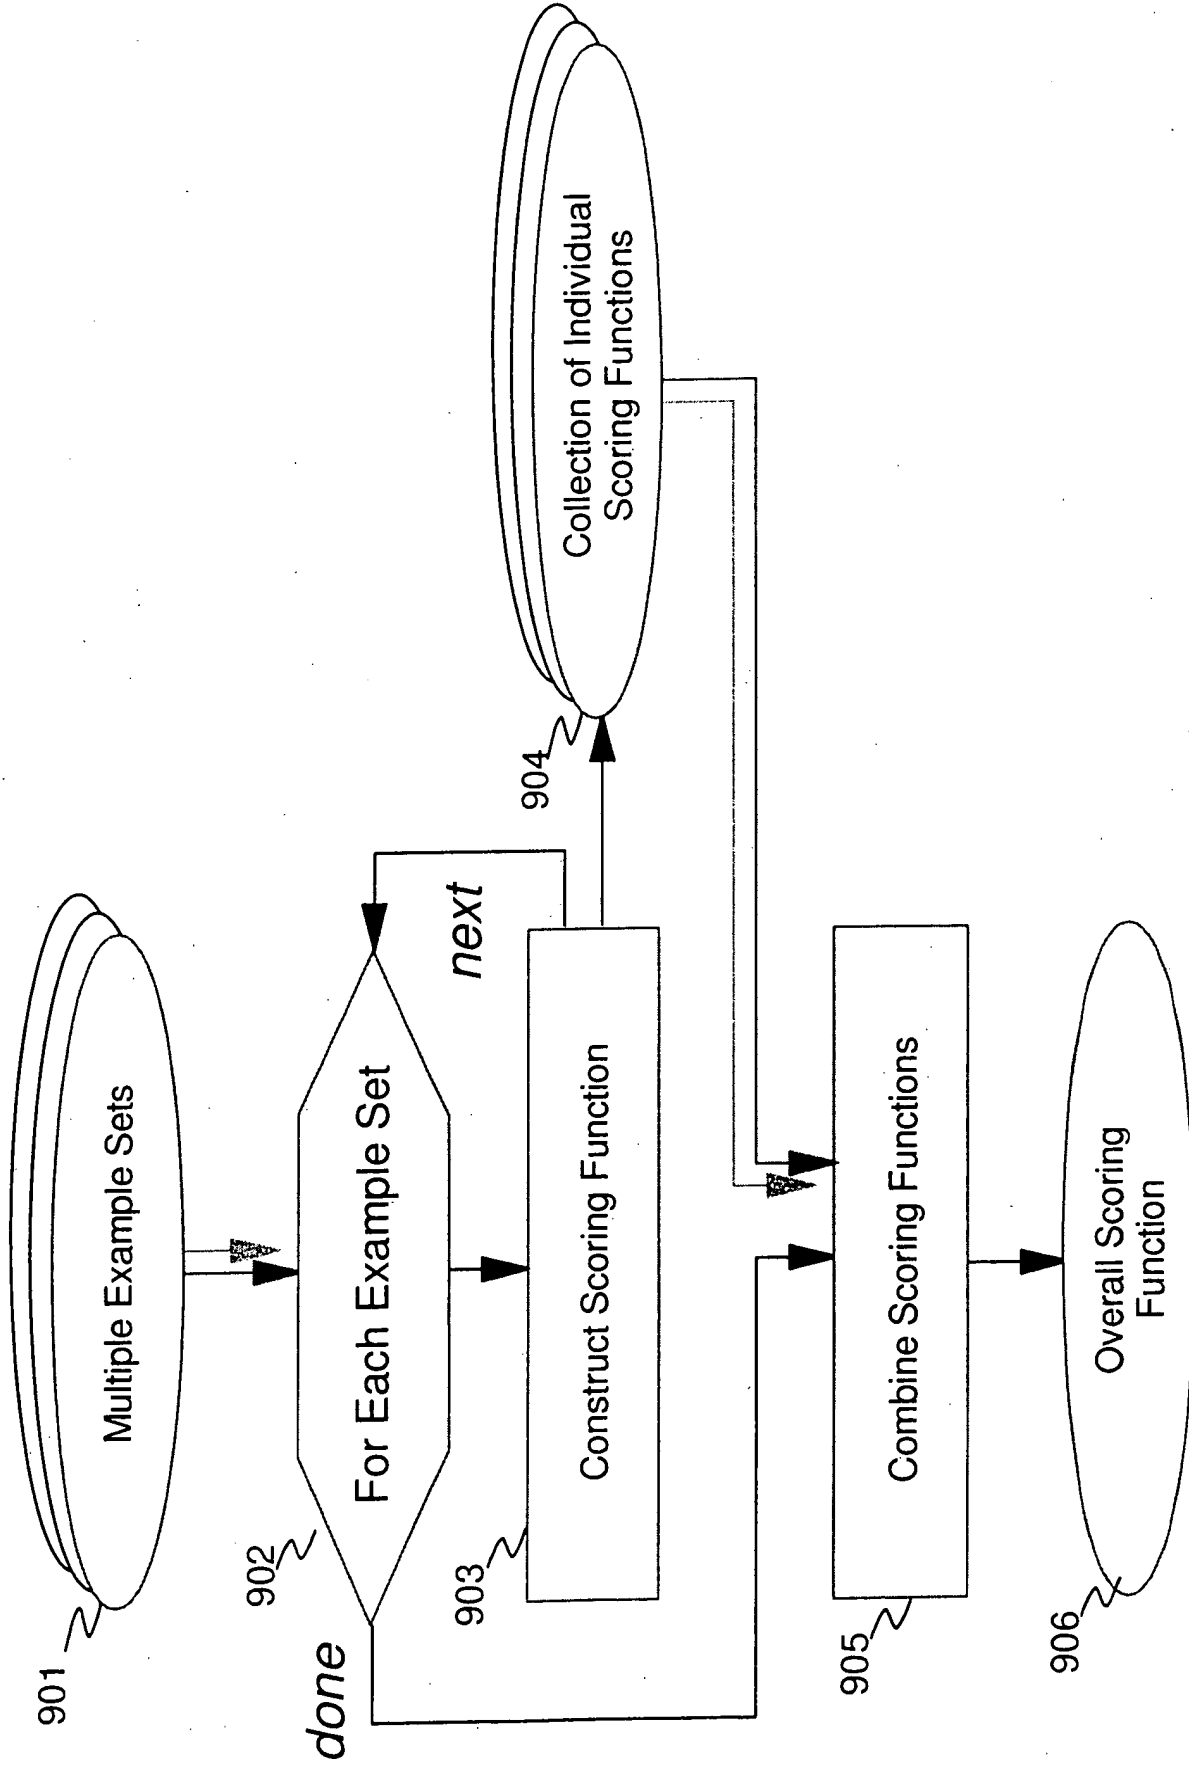 901
Multiple Example Sets
902
For Each Example Set
done
next
903
Construct Scoring Function
904
Collection of Individual
Scoring Functions
905
Combine Scoring Functions
906
Overall Scoring
Function